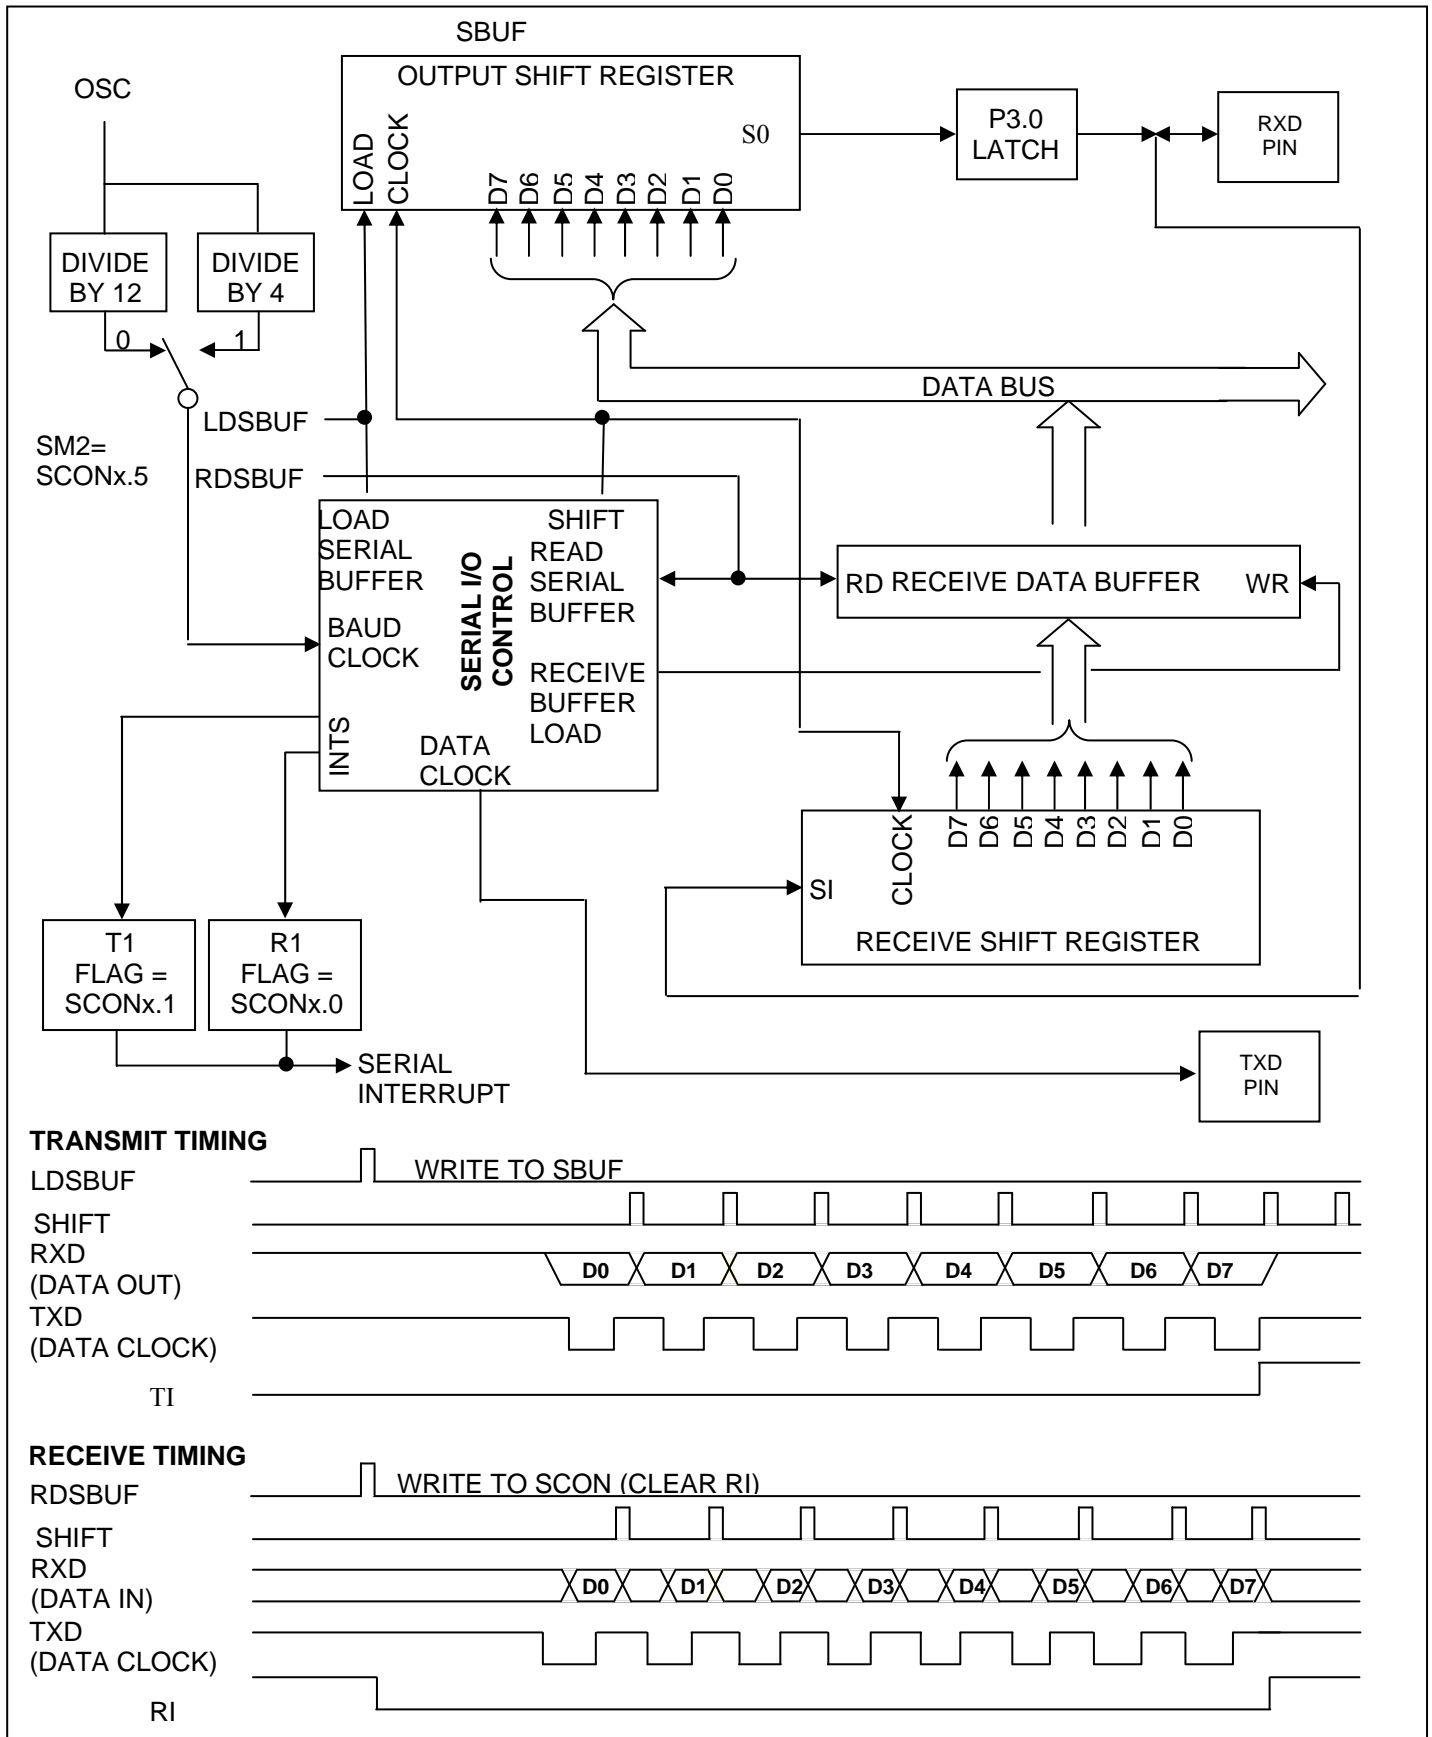 SBUF
OUTPUT SHIFT REGISTER
LOAD
CLOCK
D7 D6 D5 D4 D3 D2 D1 D0
S0
P3.0
LATCH
RXD
PIN
OSC
DIVIDE
BY 12
DIVIDE
BY 4
0
1
DATA BUS
LDSBUF
SM2=
SCONx.5
RDSBUF
LOAD
SERIAL
BUFFER
SHIFT
READ
SERIAL
BUFFER
SERIAL I/O
CONTROL
BAUD
CLOCK
RECEIVE
BUFFER
LOAD
INTS
DATA
CLOCK
RD RECEIVE DATA BUFFER WR
CLOCK
D7 D6 D5 D4 D3 D2 D1 D0
SI
RECEIVE SHIFT REGISTER
T1
FLAG =
SCONx.1
R1
FLAG =
SCONx.0
SERIAL
INTERRUPT
TXD
PIN
TRANSMIT TIMING
LDSBUF
WRITE TO SBUF
SHIFT
RXD
(DATA OUT)
D0 D1 D2 D3 D4 D5 D6 D7
TXD
(DATA CLOCK)
TI
RECEIVE TIMING
RDSBUF
WRITE TO SCON (CLEAR RI)
SHIFT
RXD
(DATA IN)
D0 D1 D2 D3 D4 D5 D6 D7
TXD
(DATA CLOCK)
RI